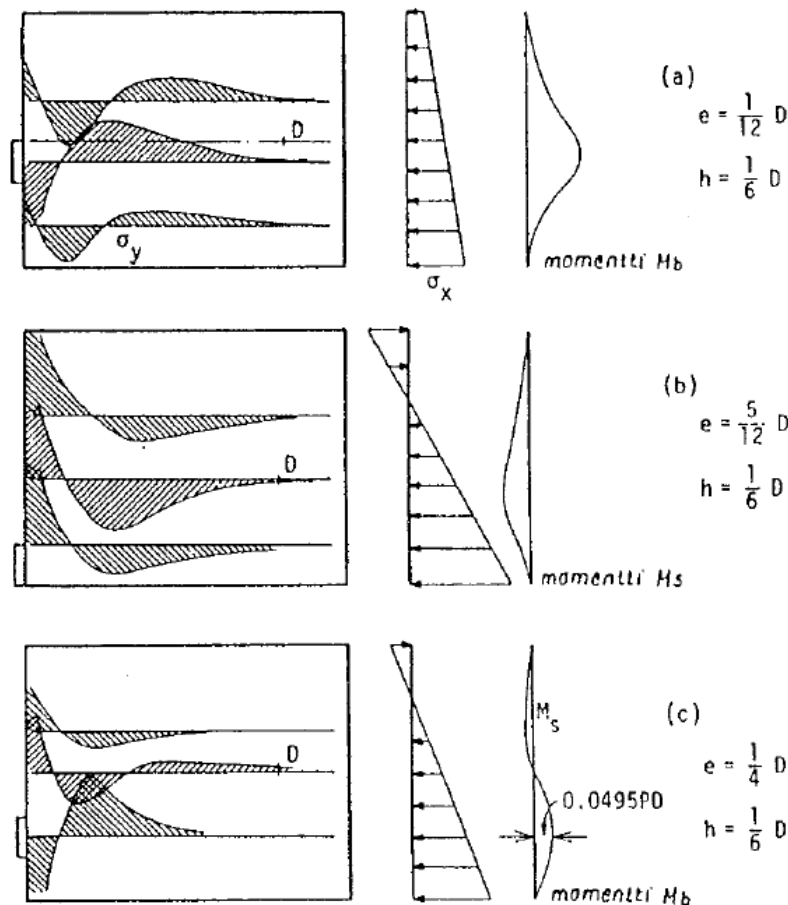 (a)
e = 1/12 D
h = 1/6 D
D
σy
σx
momentti Mb
(b)
e = 5/12 D
h = 1/6 D
D
momentti Ms
(c)
e = 1/4 D
h = 1/6 D
D
Ms
0.0495PD
momentti Mb